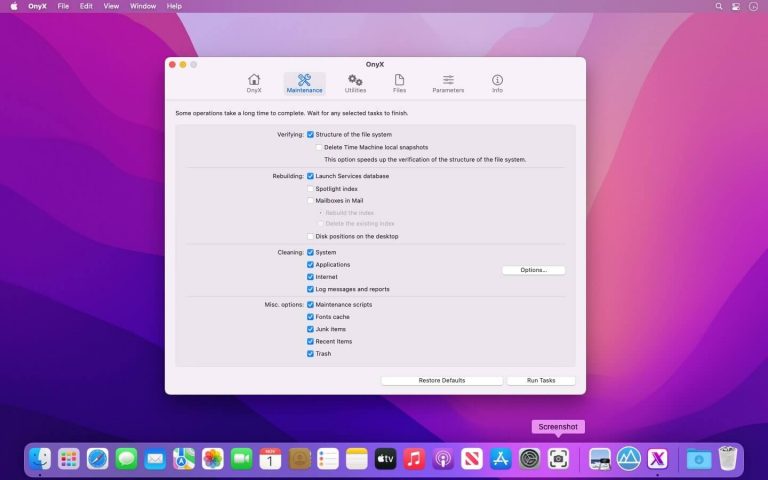 OnyX File Edit View Window Help
OnyX
OnyX Maintenance Utilities Files Parameters Info
Some operations take a long time to complete. Wait for any selected tasks to finish.
Verifying: Structure of the file system
Delete Time Machine local snapshots
This option speeds up the verification of the structure of the file system.
Rebuilding: Launch Services database
Spotlight index
Mailboxes in Mail
Rebuild the index
Delete the existing index
Disk positions on the desktop
Cleaning: System
Applications
Options...
Internet
Log messages and reports
Misc. options: Maintenance scripts
Fonts cache
Junk items
Recent Items
Trash
Restore Defaults Run Tasks
Screenshot
NOV
1
tv